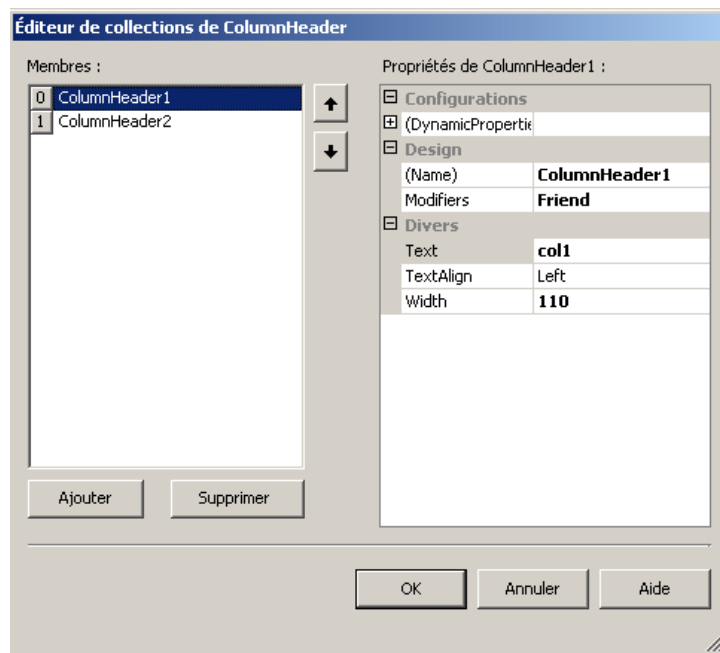 Éditeur de collections de ColumnHeader
Membres :
0 ColumnHeader1
1 ColumnHeader2
Ajouter
Supprimer
Propriétés de ColumnHeader1 :
Configurations
(DynamicPropertie
Design
(Name) ColumnHeader1
Modifiers Friend
Divers
Text col1
TextAlign Left
Width 110
OK
Annuler
Aide